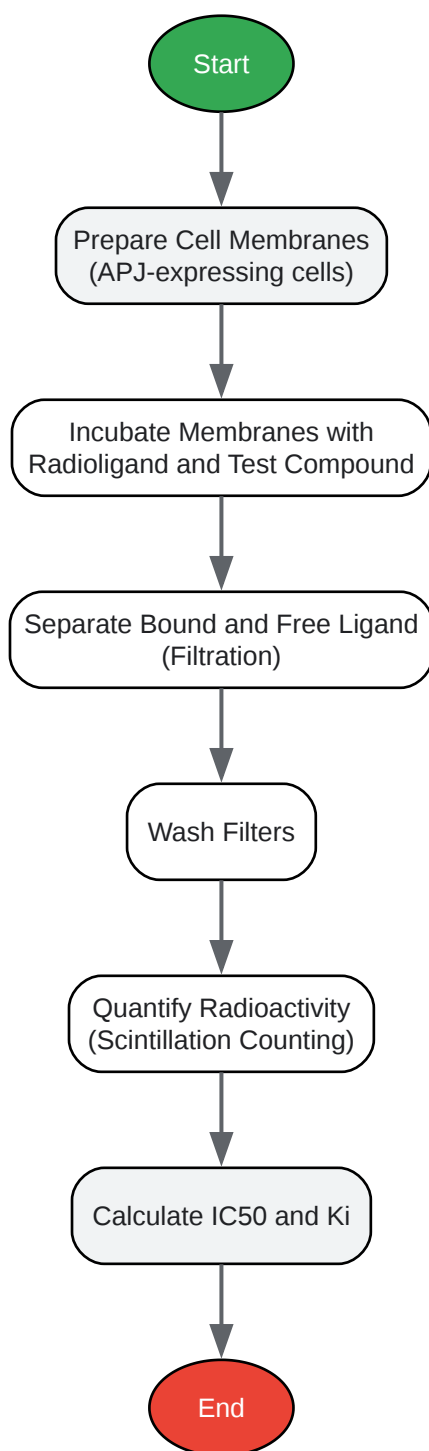 Start
Prepare Cell Membranes
(APJ-expressing cells)
Incubate Membranes with
Radioligand and Test Compound
Separate Bound and Free Ligand
(Filtration)
Wash Filters
Quantify Radioactivity
(Scintillation Counting)
Calculate IC50 and Ki
End